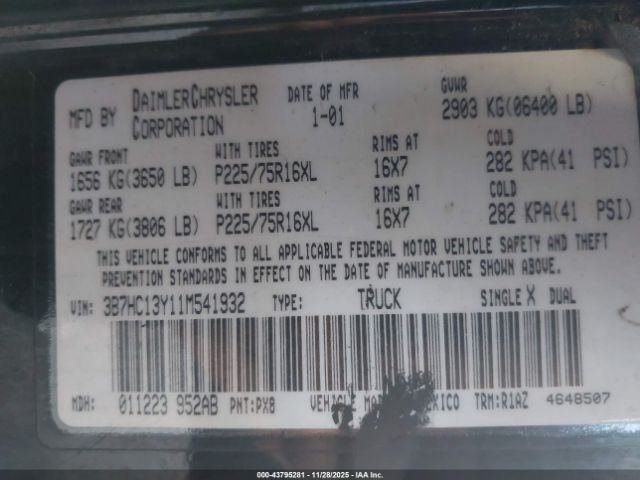 MFD BY DAIMLERCHRYSLER CORPORATION DATE OF MFR 1-01 GVWR 2903 KG(06400 LB)
GAWR FRONT WITH TIRES RIMS AT COLD
1656 KG(3650 LB) P225/75R16XL 16X7 282 KPA(41 PSI)
GAWR REAR WITH TIRES RIMS AT COLD
1727 KG(3806 LB) P225/75R16XL 16X7 282 KPA(41 PSI)
THIS VEHICLE CONFORMS TO ALL APPLICABLE FEDERAL MOTOR VEHICLE SAFETY AND THEFT
PREVENTION STANDARDS IN EFFECT ON THE DATE OF MANUFACTURE SHOWN ABOVE.
VIN: 3B7HC13Y11M541932 TYPE: TRUCK SINGLE X DUAL
MDH: 011223 952AB PNT:PX8 VEHICLE TRM:R1AZ 4648507
000-43795281 - 11/28/2025 - IAA Inc.